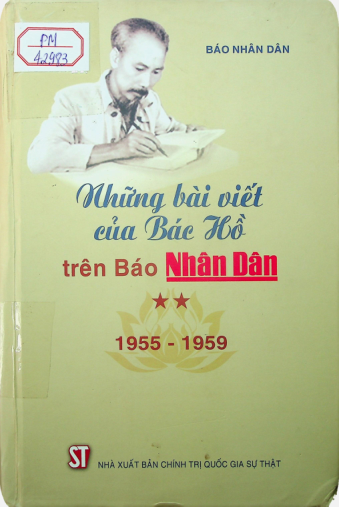 PM
42983
BÁO NHÂN DÂN
Những bài viết
của Bác Hồ
trên Báo Nhân Dân
1955 - 1959
ST
NHÀ XUẤT BẢN CHÍNH TRỊ QUỐC GIA SỰ THẬT